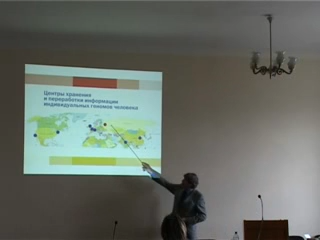 Центры хранения
и переработки информации
индивидуальных геномов человека